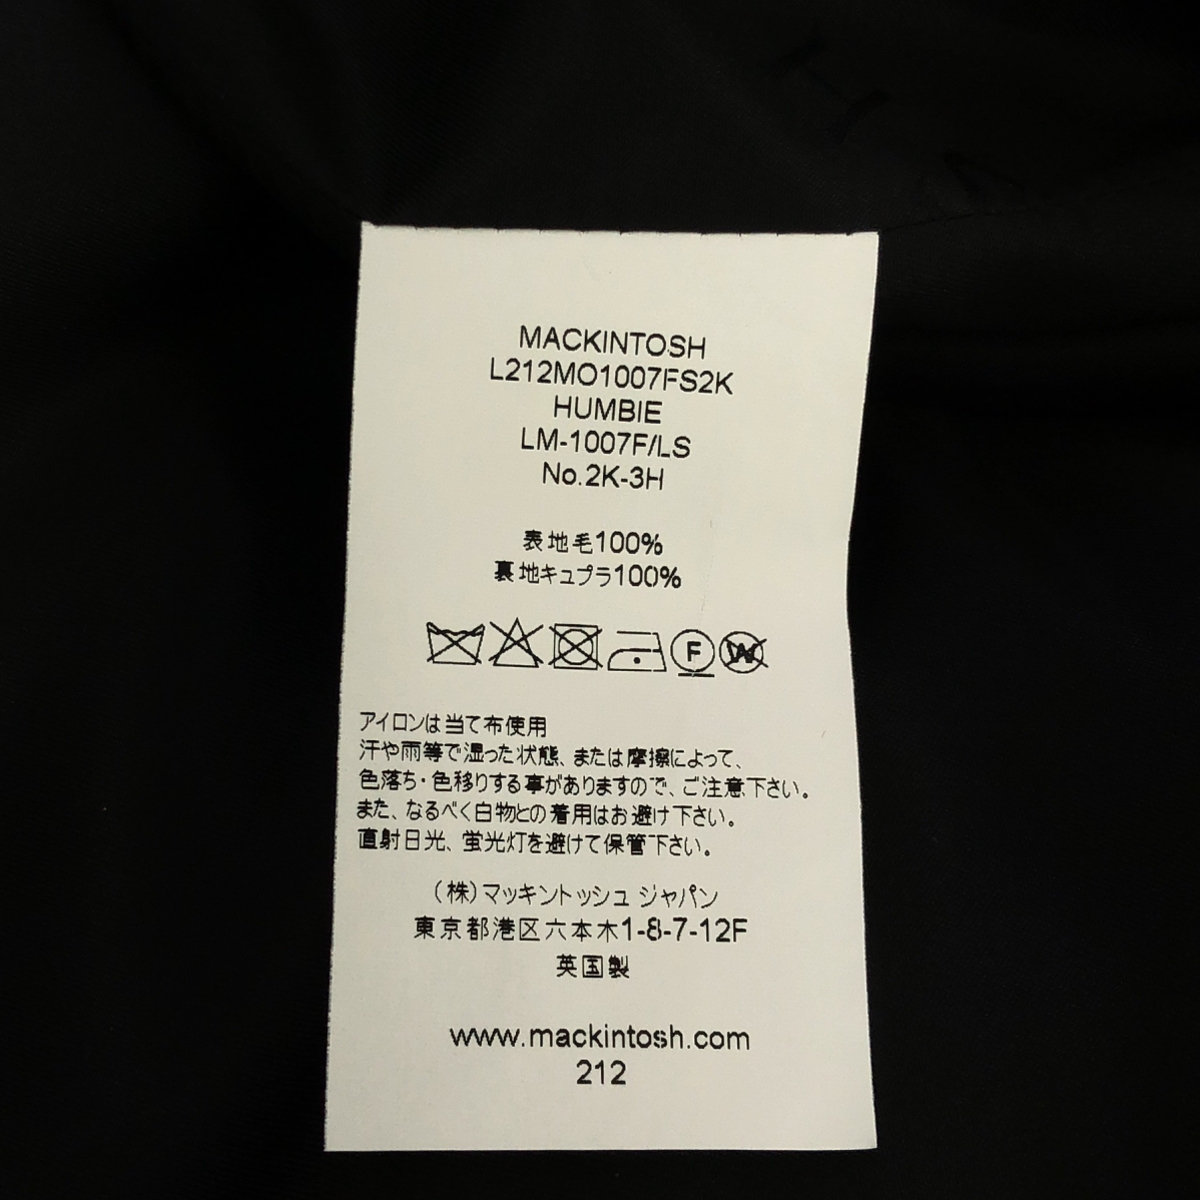 MACKINTOSH
L212MO1007FS2K
HUMBIE
LM-1007F/LS
No.2K-3H
表地毛100%
裏地キュプラ100%
F W
アイロンは当て布使用
汗や雨等で湿った状態、または摩擦によって、
色落ち・色移りする事がありますので、ご注意下さい。
また、なるべく白物との着用はお避け下さい。
直射日光、蛍光灯を避けて保管下さい。
(株)マッキントッシュ ジャパン
東京都港区六本木1-8-7-12F
英国製
www.mackintosh.com
212